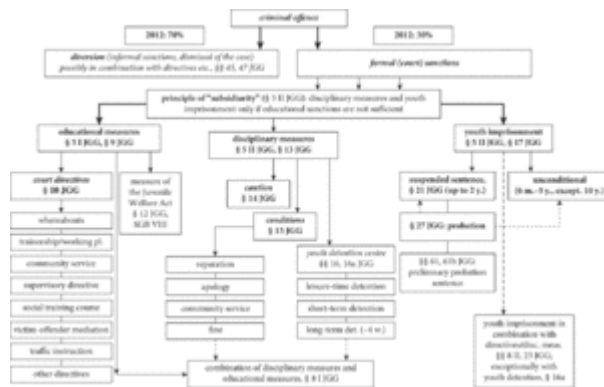 criminal offence
2012: 70%
2012: 30%
diversion (informal sanctions, dismissal of the case)
possibly in combination with directives etc., §§ 45, 47 JGG
formal (court) sanctions
principle of "subsidiarity" (§ 5 II JGG): disciplinary measures and youth
imprisonment only if educational sanctions are not sufficient
educational measures
§ 5 I JGG, § 9 JGG
disciplinary measures
§ 5 II JGG, § 13 JGG
youth imprisonment
§ 5 II JGG, § 17 JGG
court directives
§ 10 JGG
measure of
the Juvenile
Welfare Act
§ 12 JGG,
SGB VIII
caution
§ 14 JGG
conditions
§ 15 JGG
suspended sentence,
§ 21 JGG (up to 2 y.)
unconditional
(6 m.-5 y., except. 10 y.)
§ 27 JGG: probation
§§ 61, 61b JGG:
preliminary probation
sentence
whereabouts
traineeship/working pl.
community service
supervisory directive
social training course
victim-offender mediation
traffic instruction
other directives
reparation
apology
community service
fine
youth detention centre
§§ 16, 16a JGG
leisure-time detention
short-term detention
long-term det. (-4 w.)
combination of disciplinary measures and
educational measures, § 8 I JGG
youth imprisonment in
combination with
directives/disc. meas.
§§ 8 II, 21 JGG;
exceptionally with
youth detention, § 16a